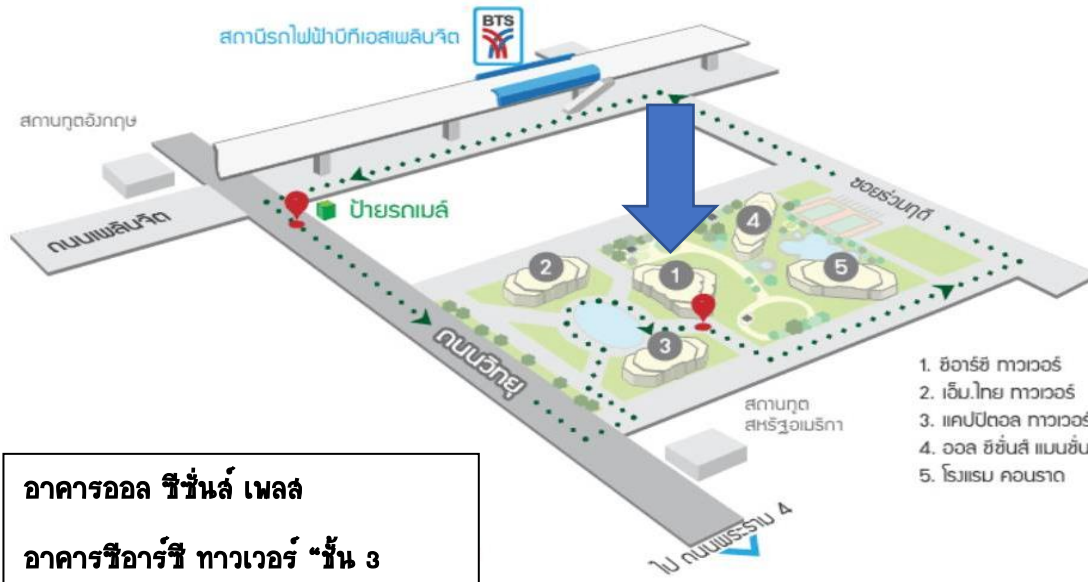 สถานีรถไฟฟ้าบีทีเอสเพลินจิต
BTS
สถานทูตอังกฤษ
ป้ายรถเมล์
ถนนเพลินจิต
ซอยร่วมฤดี
4
2
1
5
3
ถนนวิทยุ
สถานทูต
สหรัฐอเมริกา
1. ซีอาร์ซี ทาวเวอร์
2. เอ็ม.ไทย ทาวเวอร์
3. แคปปิตอล ทาวเวอร์
4. ออล ซีซั่นส์ แมนชั่น
5. โรงแรม คอนราด
ไป ถนนพระราม 4
อาคารออล ซีซั่นส์ เพลส
อาคารซีอาร์ซี ทาวเวอร์ “ชั้น 3